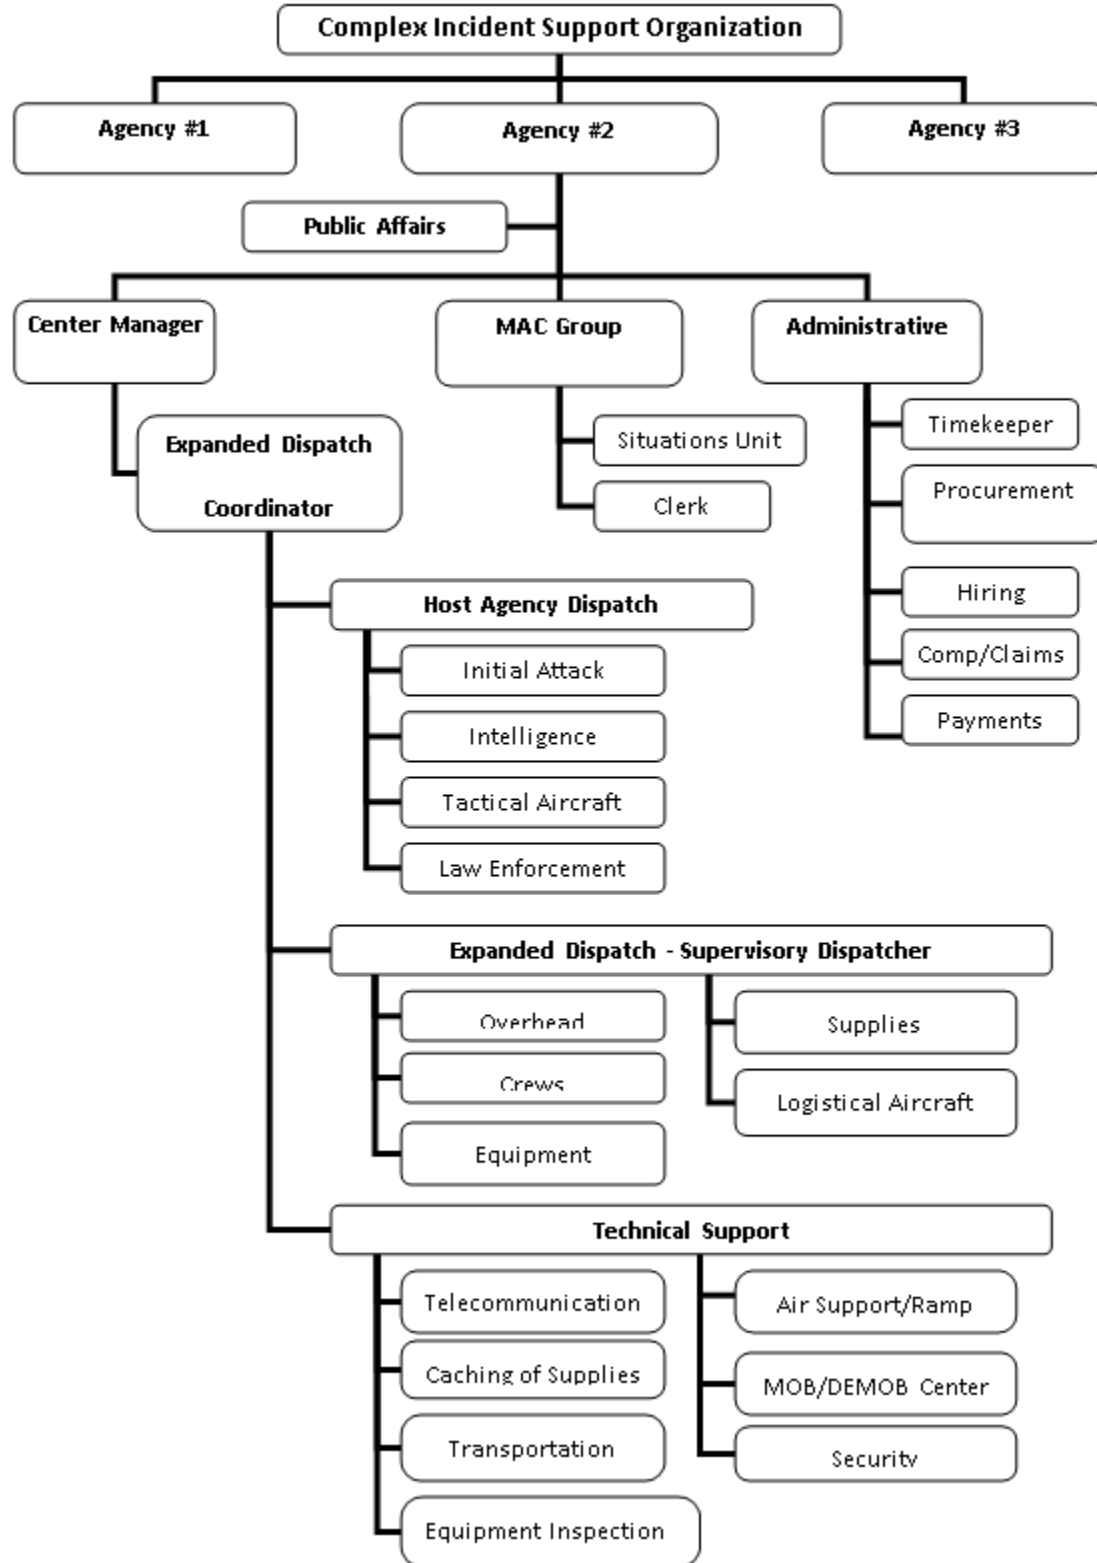 Complex Incident Support Organization
Agency #1
Agency #2
Agency #3
Public Affairs
Center Manager
MAC Group
Administrative
Expanded Dispatch
Coordinator
Situations Unit
Clerk
Timekeeper
Procurement
Hiring
Comp/Claims
Payments
Host Agency Dispatch
Initial Attack
Intelligence
Tactical Aircraft
Law Enforcement
Expanded Dispatch - Supervisory Dispatcher
Overhead
Crews
Equipment
Supplies
Logistical Aircraft
Technical Support
Telecommunication
Caching of Supplies
Transportation
Equipment Inspection
Air Support/Ramp
MOB/DEMOB Center
Security